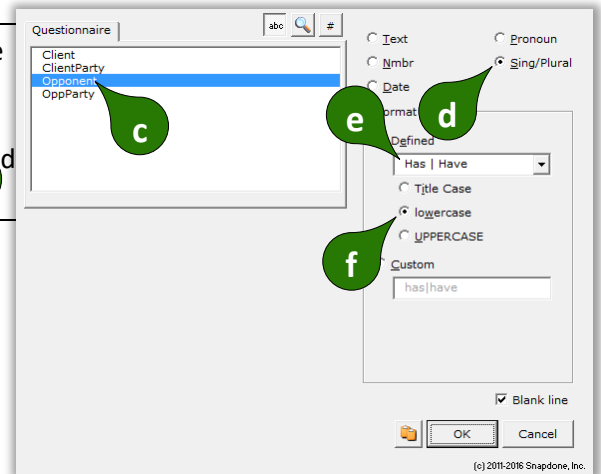 e
d
Questionnaire
abc
#
Client
ClientParty
Opponent
OppParty
c
Text
Pronoun
Nmbr
Sing/Plural
Date
d
ormat
e
Defined
Has | Have
Title Case
lowercase
UPPERCASE
f
Custom
has|have
Blank line
OK
Cancel
(c) 2011-2016 Snapdone, Inc.